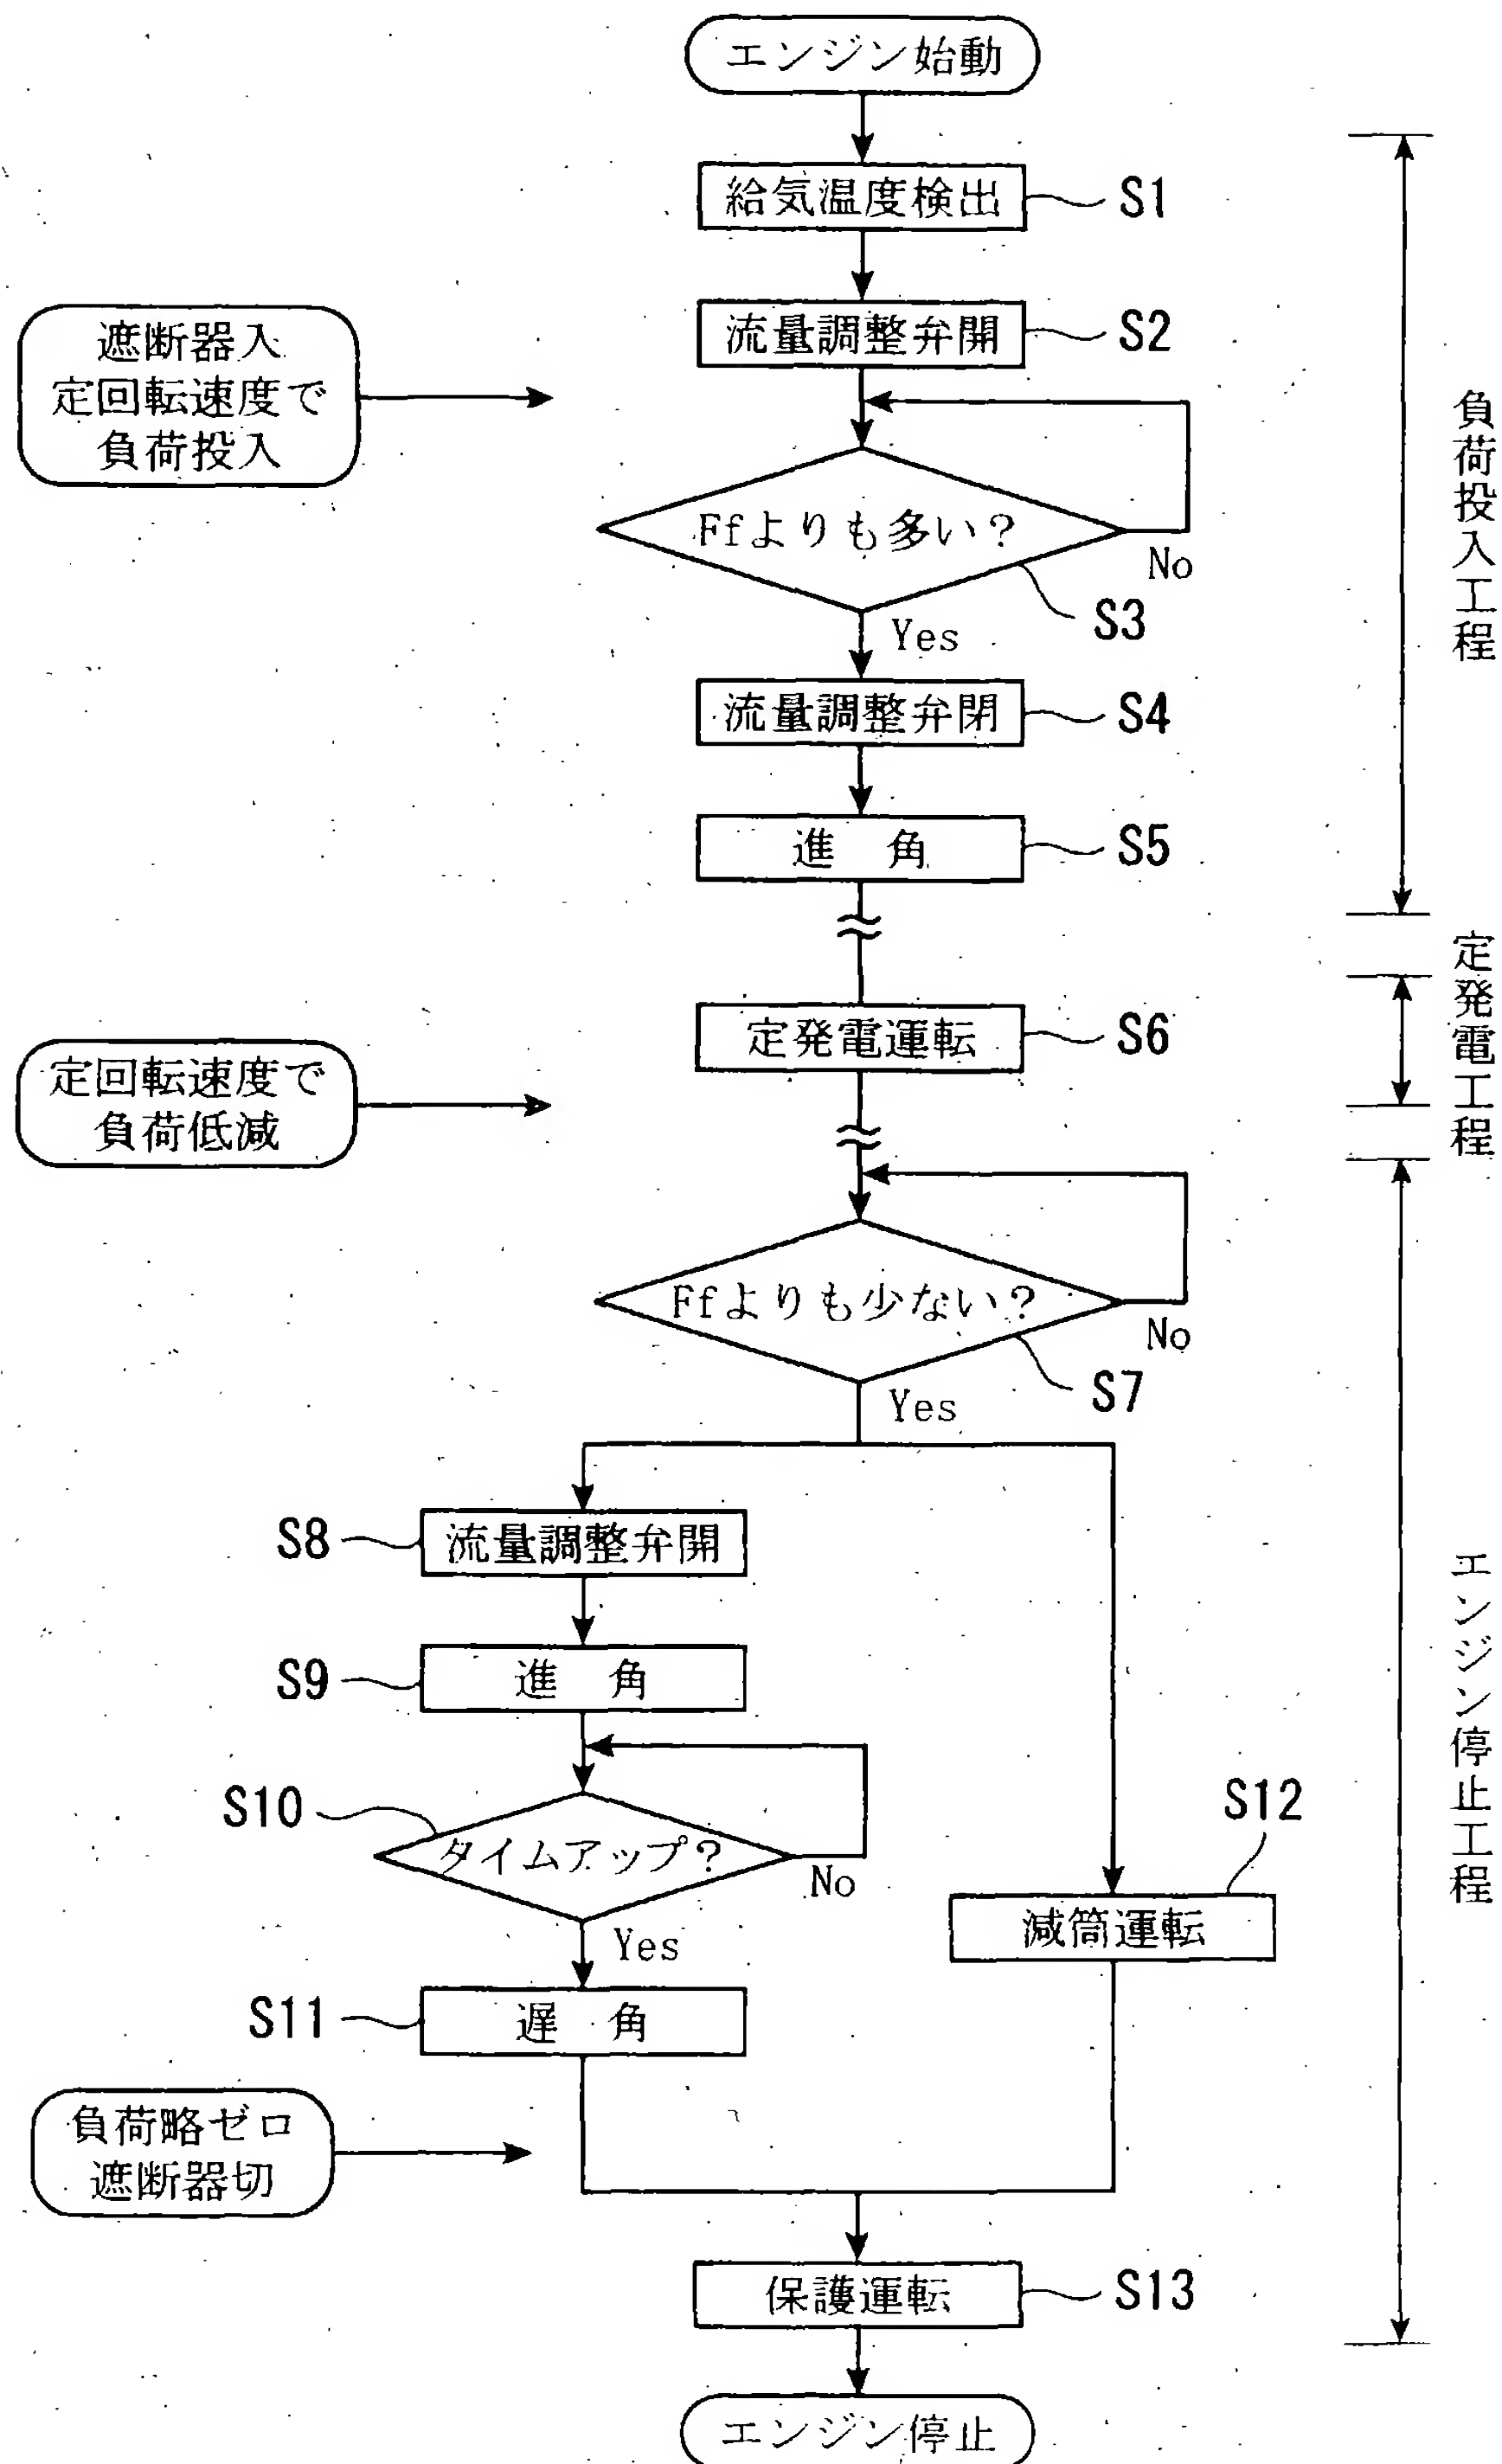 エンジン始動
給気温度検出
S1
流量調整弁開
S2
遮断器入
定回転速度で
負荷投入
Ffよりも多い?
No
S3
Yes
流量調整弁閉
S4
進 角
S5
負荷投入工程
定発電運転
S6
定発電工程
定回転速度で
負荷低減
Ffよりも少ない?
No
S7
Yes
S8
流量調整弁開
S9
進 角
S10
タイムアップ?
No
Yes
S12
減筒運転
S11
遅 角
エンジン停止工程
負荷略ゼロ
遮断器切
保護運転
S13
エンジン停止